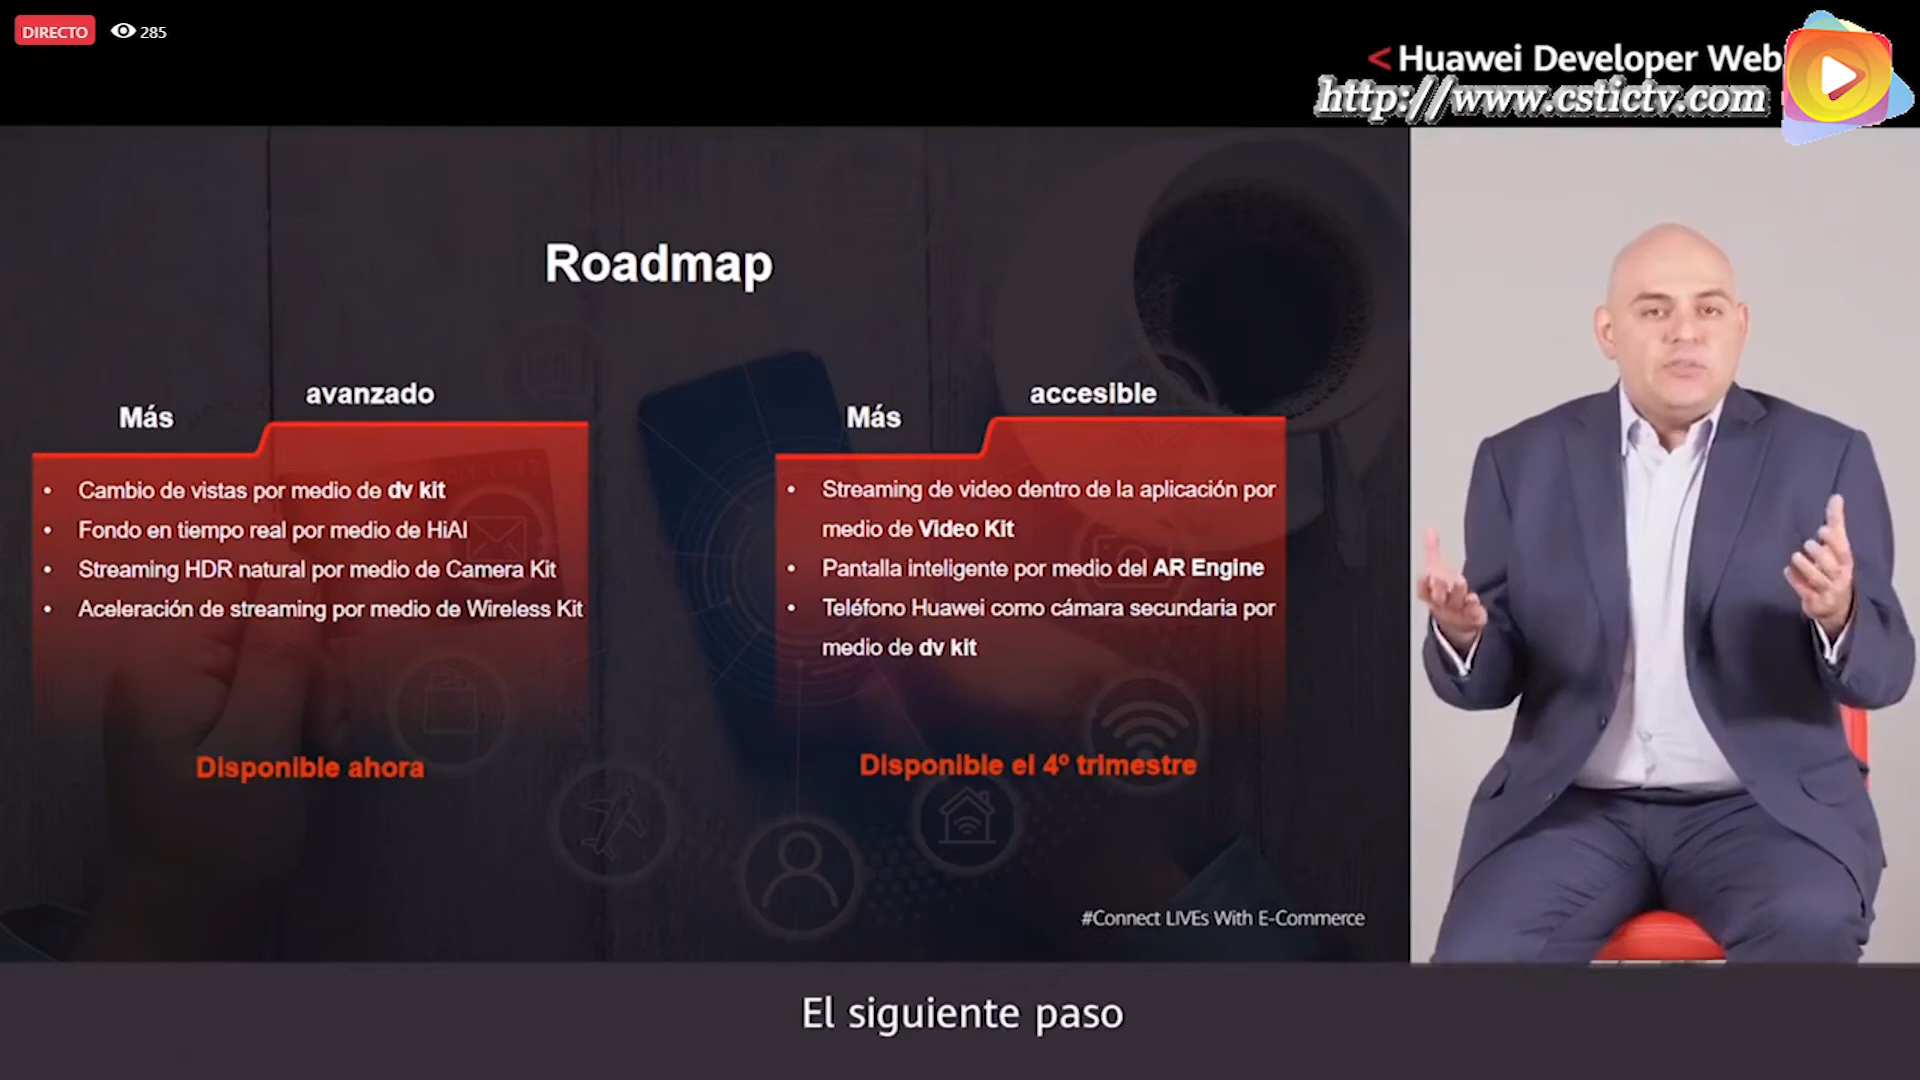 DIRECTO 285
< Huawei Developer Web
http://www.cstictv.com
Roadmap
Más avanzado
• Cambio de vistas por medio de dv kit
• Fondo en tiempo real por medio de HiAI
• Streaming HDR natural por medio de Camera Kit
• Aceleración de streaming por medio de Wireless Kit
Disponible ahora
Más accesible
• Streaming de video dentro de la aplicación por
medio de Video Kit
• Pantalla inteligente por medio del AR Engine
• Teléfono Huawei como cámara secundaria por
medio de dv kit
Disponible el 4º trimestre
#Connect LIVEs With E-Commerce
El siguiente paso